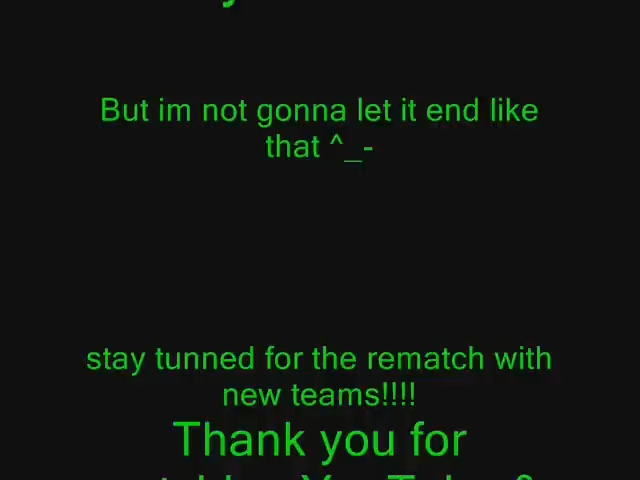 But im not gonna let it end like
that ^_-
stay tunned for the rematch with
new teams!!!!
Thank you for